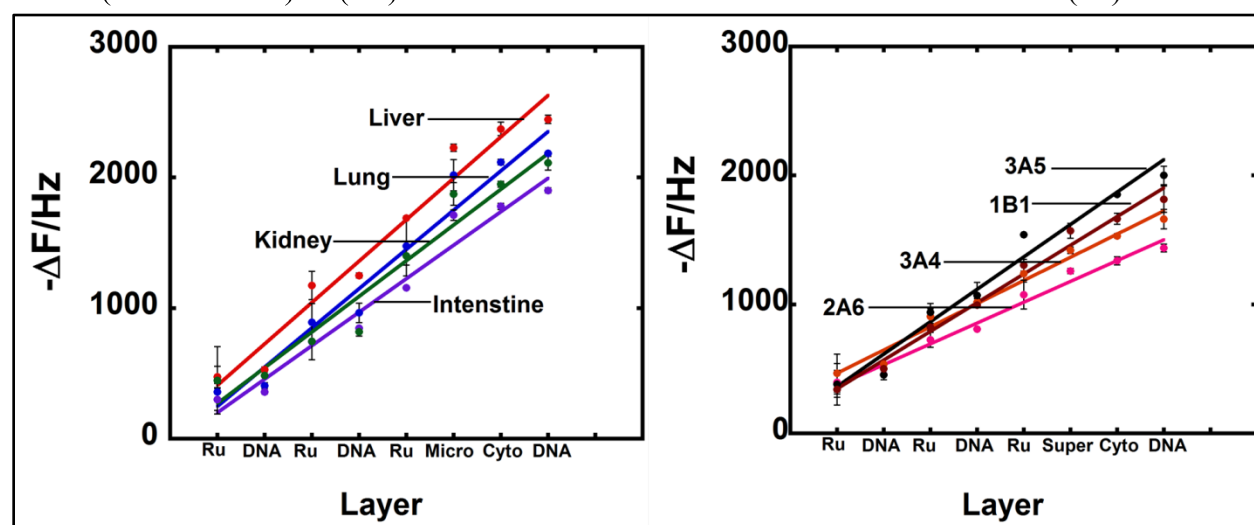 3000
2000
1000
0
-ΔF/Hz
Liver
Lung
Kidney
Intenstine
Ru DNA Ru DNA Ru Micro Cyto DNA
Layer
3000
2000
1000
0
-ΔF/Hz
3A5
1B1
3A4
2A6
Ru DNA Ru DNA Ru Super Cyto DNA
Layer